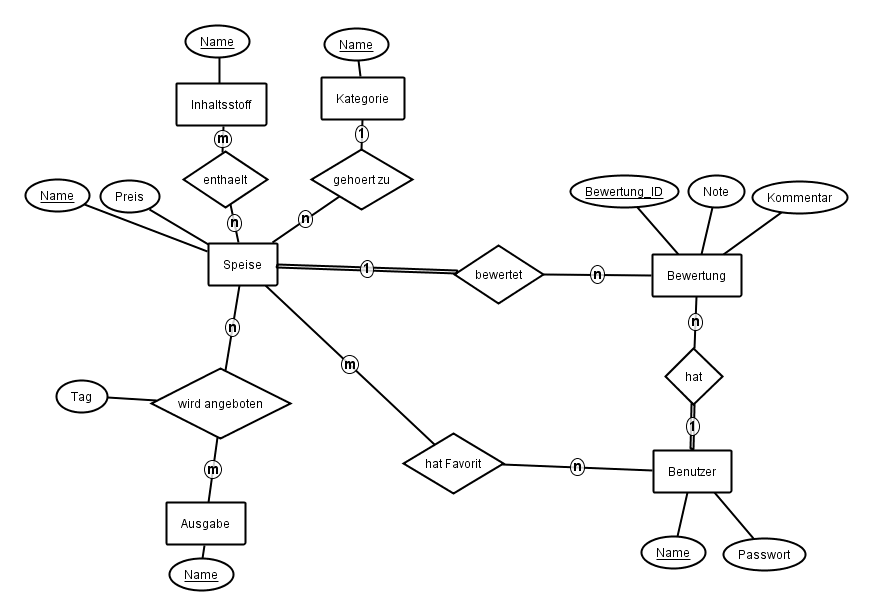 Name
Name
Inhaltsstoff
Kategorie
m
1
enthaelt
gehoert zu
Name
Preis
Bewertung_ID
Note
Kommentar
n
n
Speise
1
bewertet
n
Bewertung
n
n
m
hat
Tag
wird angeboten
1
m
hat Favorit
n
Benutzer
Ausgabe
Name
Passwort
Name